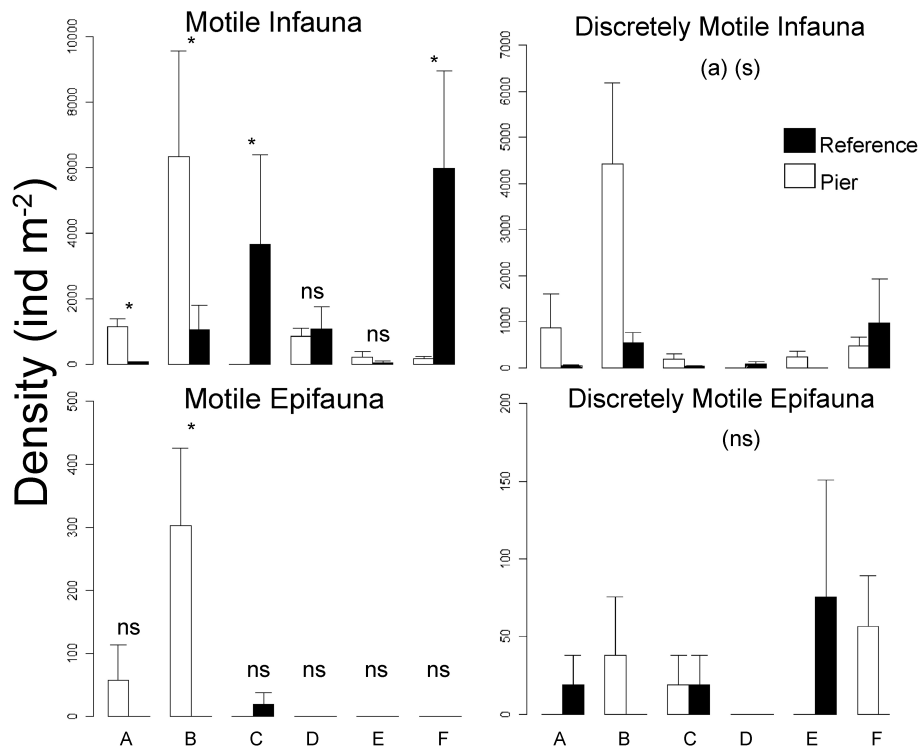 Density (ind m-2)
Motile Infauna
10000
8000
6000
4000
2000
0
*
*
*
ns
ns
*
Discretely Motile Infauna
(a) (s)
7000
6000
5000
4000
3000
2000
1000
0
Reference
Pier
Motile Epifauna
500
400
300
200
100
0
ns
*
ns
ns
ns
ns
A B C D E F
Discretely Motile Epifauna
(ns)
200
150
100
50
0
A B C D E F